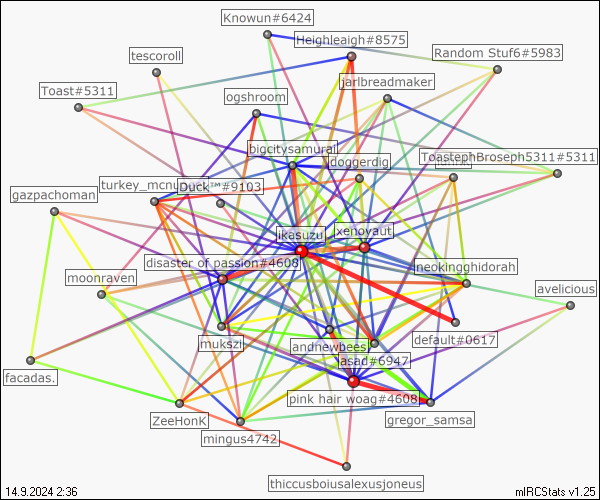 Knowun#6424
Heighleaigh#8575
tescoroll
Random Stuf6#5983
Toast#5311
jarlbreadmaker
ogshroom
bigcitysamurai
doggerdig
ToastephBroseph5311#5311
turkey_mcnu
Duck™#9103
gazpachoman
xenoyaut
jkasuzu
disaster of passion#4608
neokingghidorah
moonraven
avelicious
default#0617
mukszi
andnewbees
jasad#6947
facadas.
pink hair woag#4608
gregor_samsa
ZeeHonK
mingus4742
thiccusboiusalexusjoneus
14.9.2024 2:36
mIRCStats v1.25